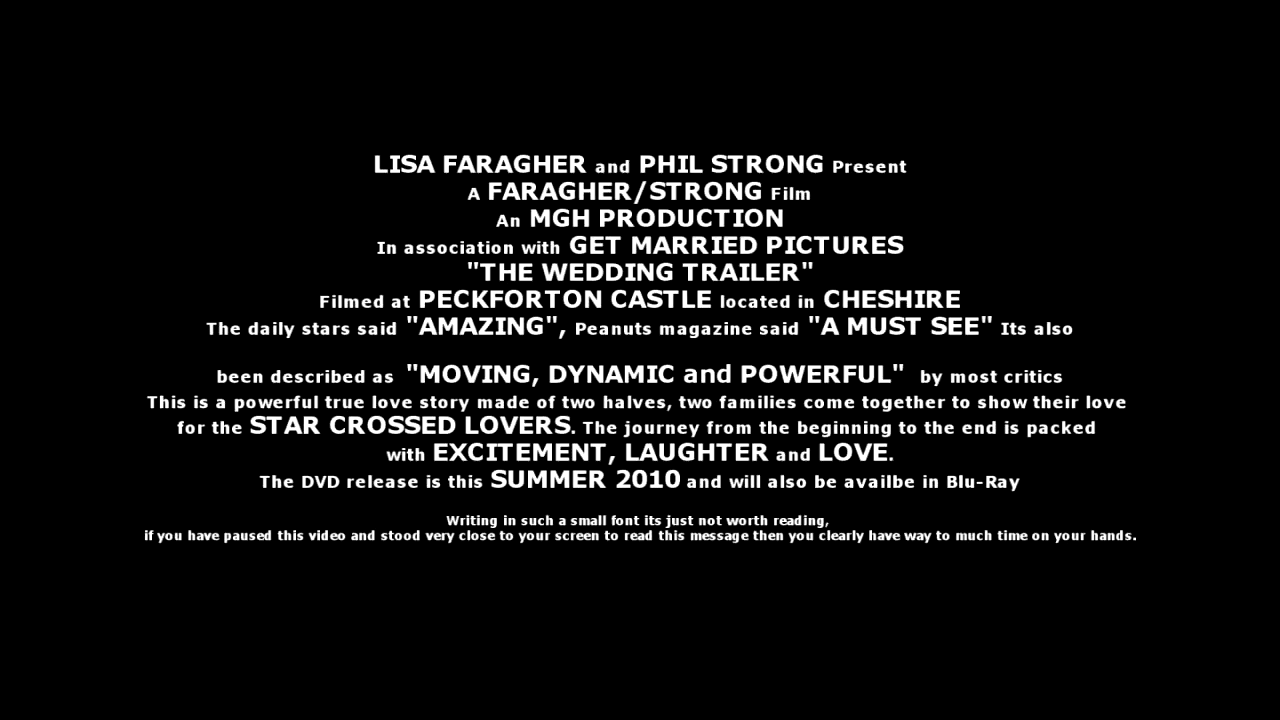 LISA FARAGHER and PHIL STRONG Present
A FARAGHER/STRONG Film
An MGH PRODUCTION
In association with GET MARRIED PICTURES
"THE WEDDING TRAILER"
Filmed at PECKFORTON CASTLE located in CHESHIRE
The daily stars said "AMAZING", Peanuts magazine said "A MUST SEE" Its also
been described as "MOVING, DYNAMIC and POWERFUL" by most critics
This is a powerful true love story made of two halves, two families come together to show their love
for the STAR CROSSED LOVERS. The journey from the beginning to the end is packed
with EXCITEMENT, LAUGHTER and LOVE.
The DVD release is this SUMMER 2010 and will also be availbe in Blu-Ray
Writing in such a small font its just not worth reading,
if you have paused this video and stood very close to your screen to read this message then you clearly have way to much time on your hands.